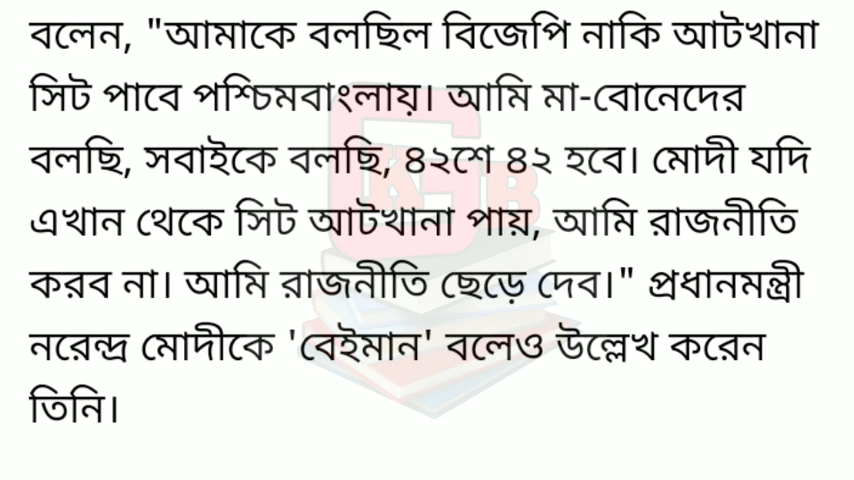 বলেন, "আমাকে বলছিল বিজেপি নাকি আটখানা
সিট পাবে পশ্চিমবাংলায়। আমি মা-বোনেদের
বলছি, সবাইকে বলছি, ৪২শে ৪২ হবে। মোদী যদি
এখান থেকে সিট আটখানা পায়, আমি রাজনীতি
করব না। আমি রাজনীতি ছেড়ে দেব।" প্রধানমন্ত্রী
নরেন্দ্র মোদীকে 'বেইমান' বলেও উল্লেখ করেন
তিনি।